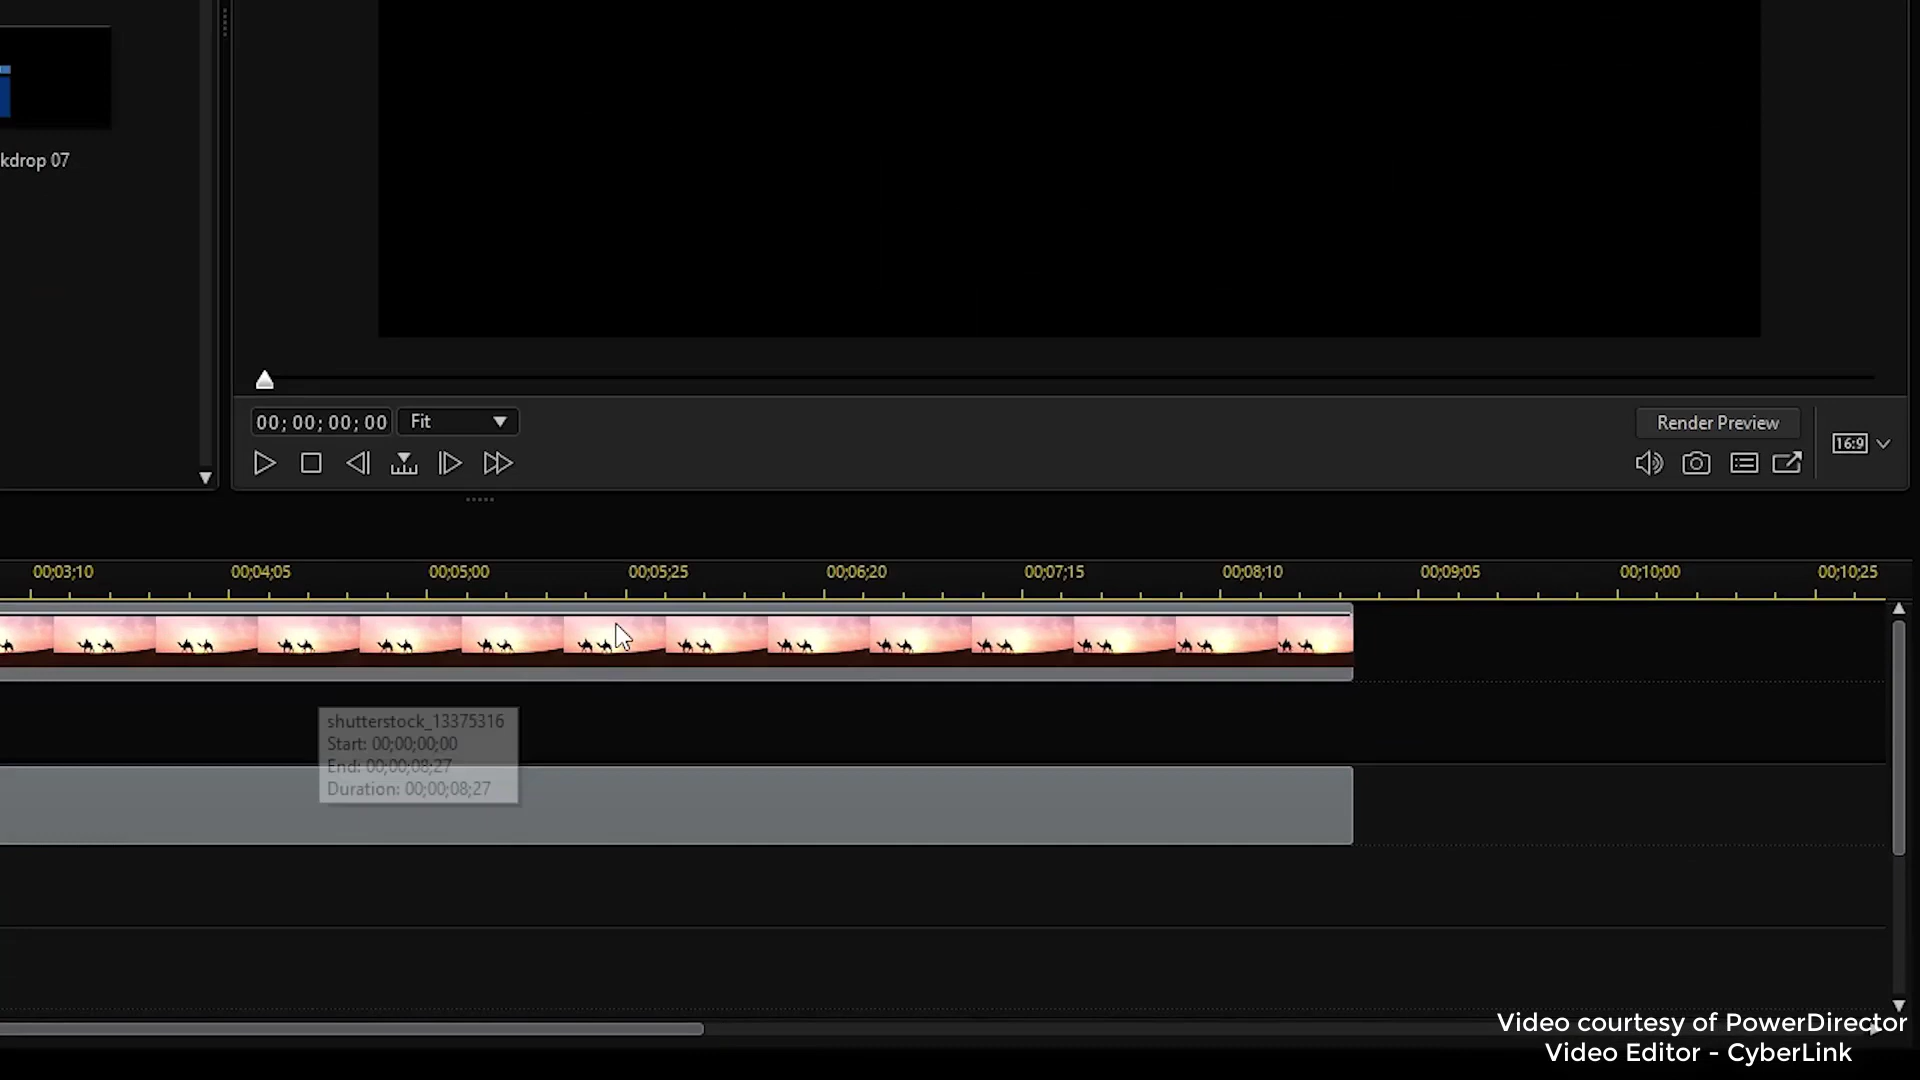 kdrop 07
00; 00; 00; 00
Fit
Render Preview
16:9
00;03;10
00;04;05
00;05;00
00;05;25
00;06;20
00;07;15
00;08;10
00;09;05
00;10;00
00;10;25
shutterstock_13375316
Start: 00;00;00;00
End: 00;00;08;27
Duration: 00;00;08;27
Video courtesy of PowerDirector
Video Editor - CyberLink